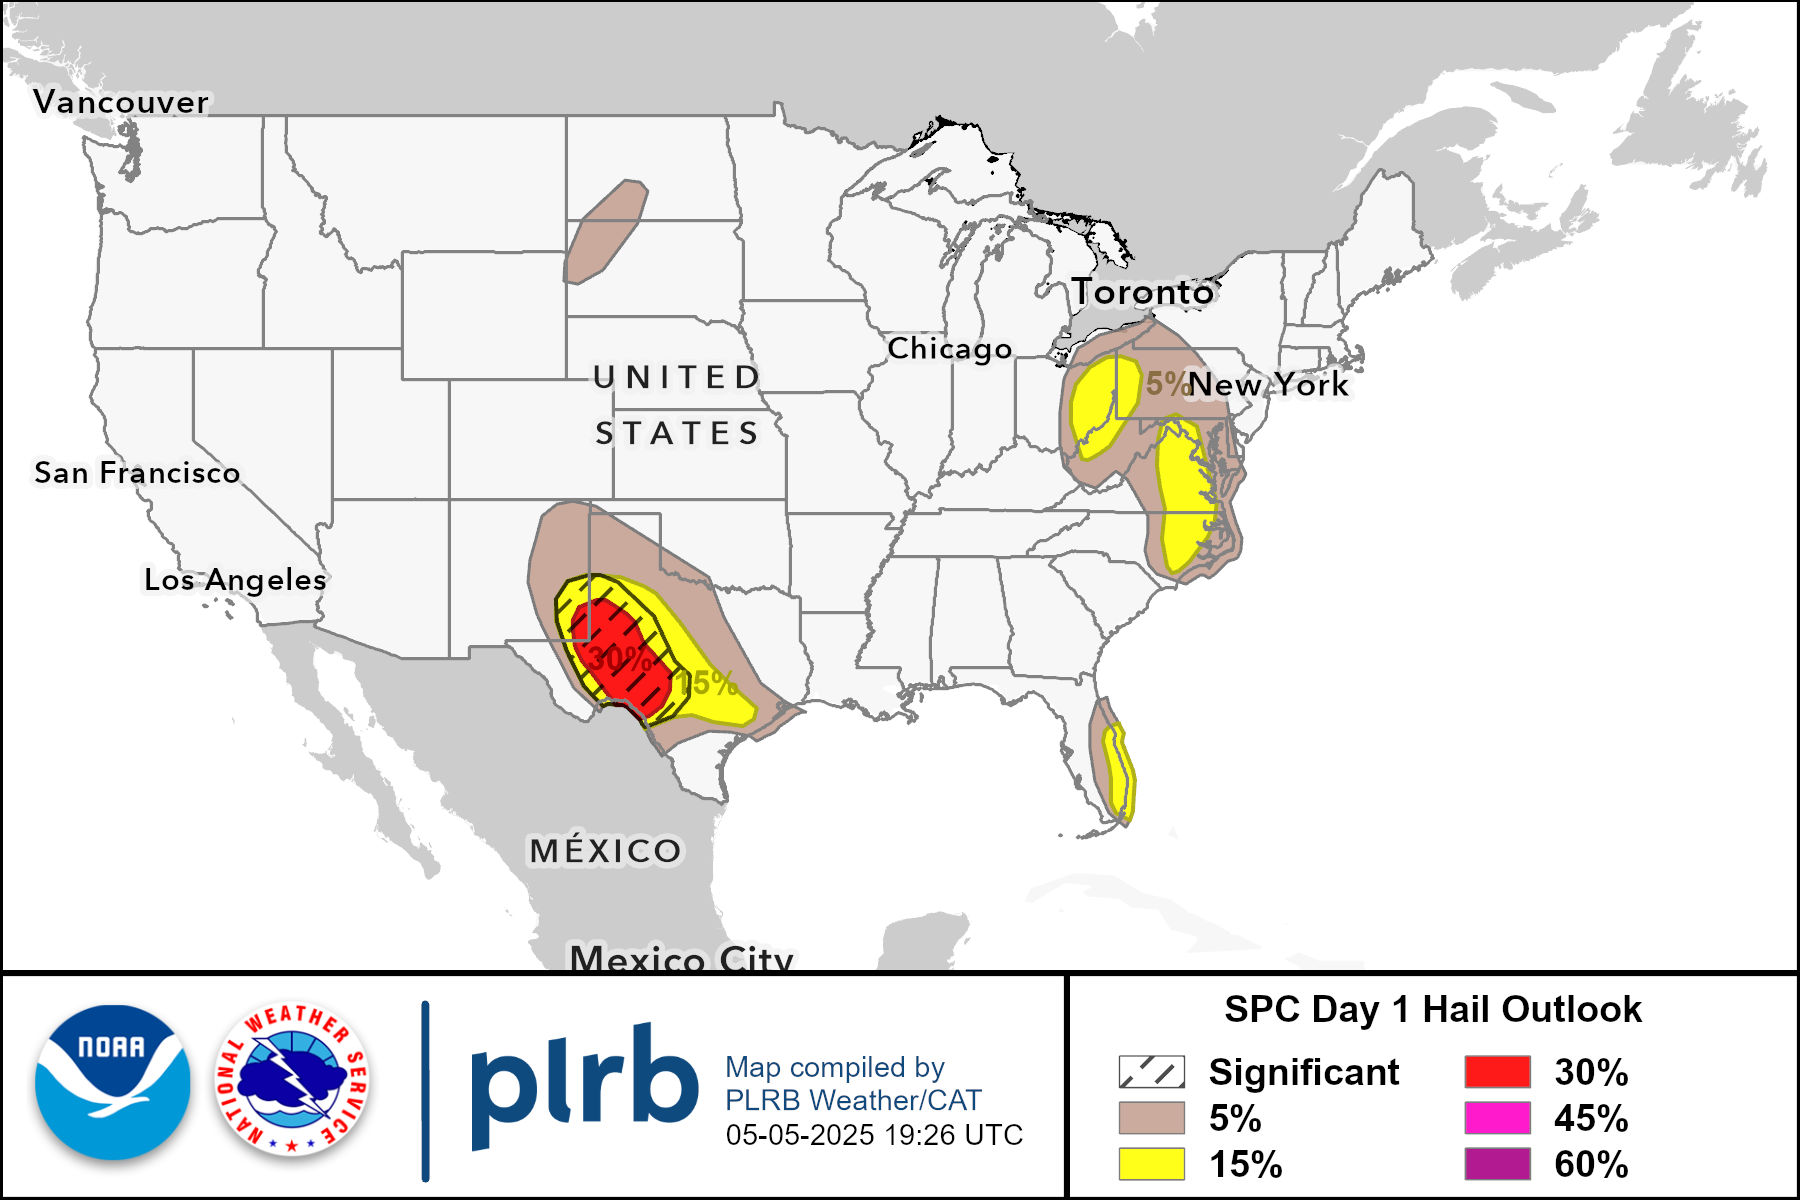 Vancouver
Toronto
Chicago
UNITED
5%
New York
STATES
San Francisco
Los Angeles
30%
15%
MÉXICO
Mexico City
NOAA
NATIONAL WEATHER SERVICE
plrb
Map compiled by
PLRB Weather/CAT
05-05-2025 19:26 UTC
SPC Day 1 Hail Outlook
Significant
30%
5%
45%
15%
60%